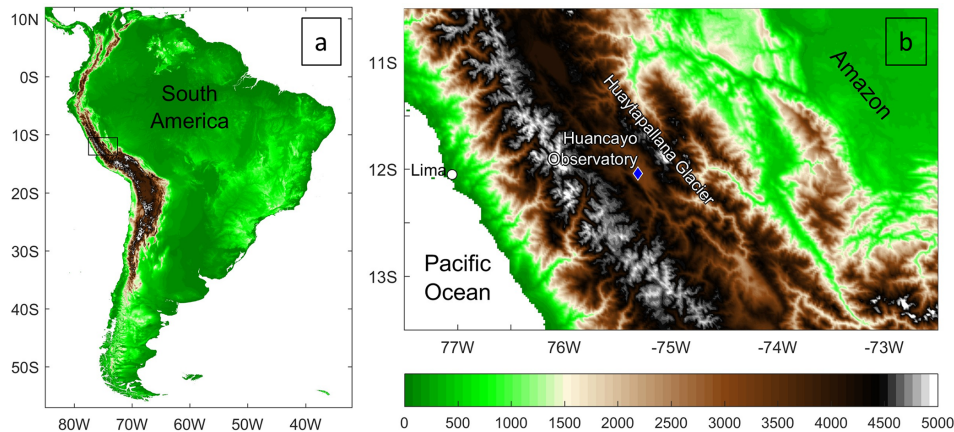 a
10N
0S
10S
20S
30S
40S
50S
80W
70W
60W
50W
40W
South
America
b
11S
12S
13S
77W
76W
-75W
-74W
-73W
Amazon
Huaytapallana Glacier
Huancayo
Observatory
Lima
Pacific
Ocean
0
500
1000
1500
2000
2500
3000
3500
4000
4500
5000